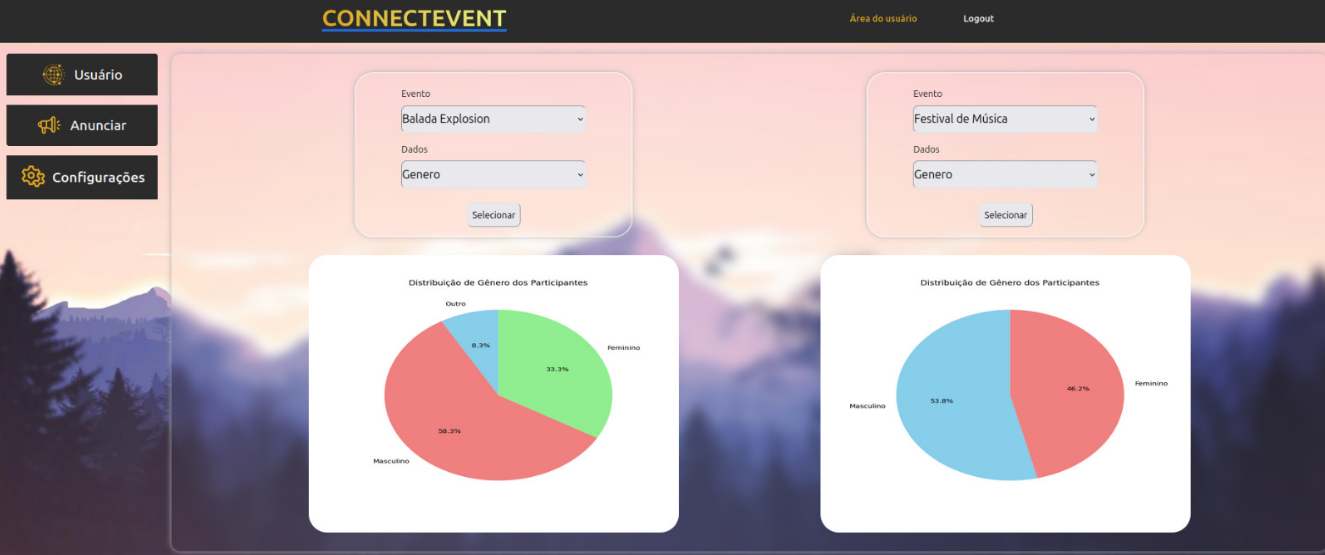 CONNECTEVENT
Área do usuário
Logout
Usuário
Anunciar
Configurações
Evento
Balada Explosion
Dados
Genero
Selecionar
Distribuição de Gênero dos Participantes
Outro
8.3%
Feminino
33.3%
58.3%
Masculino
Evento
Festival de Música
Dados
Genero
Selecionar
Distribuição de Gênero dos Participantes
Feminino
46.2%
53.8%
Masculino